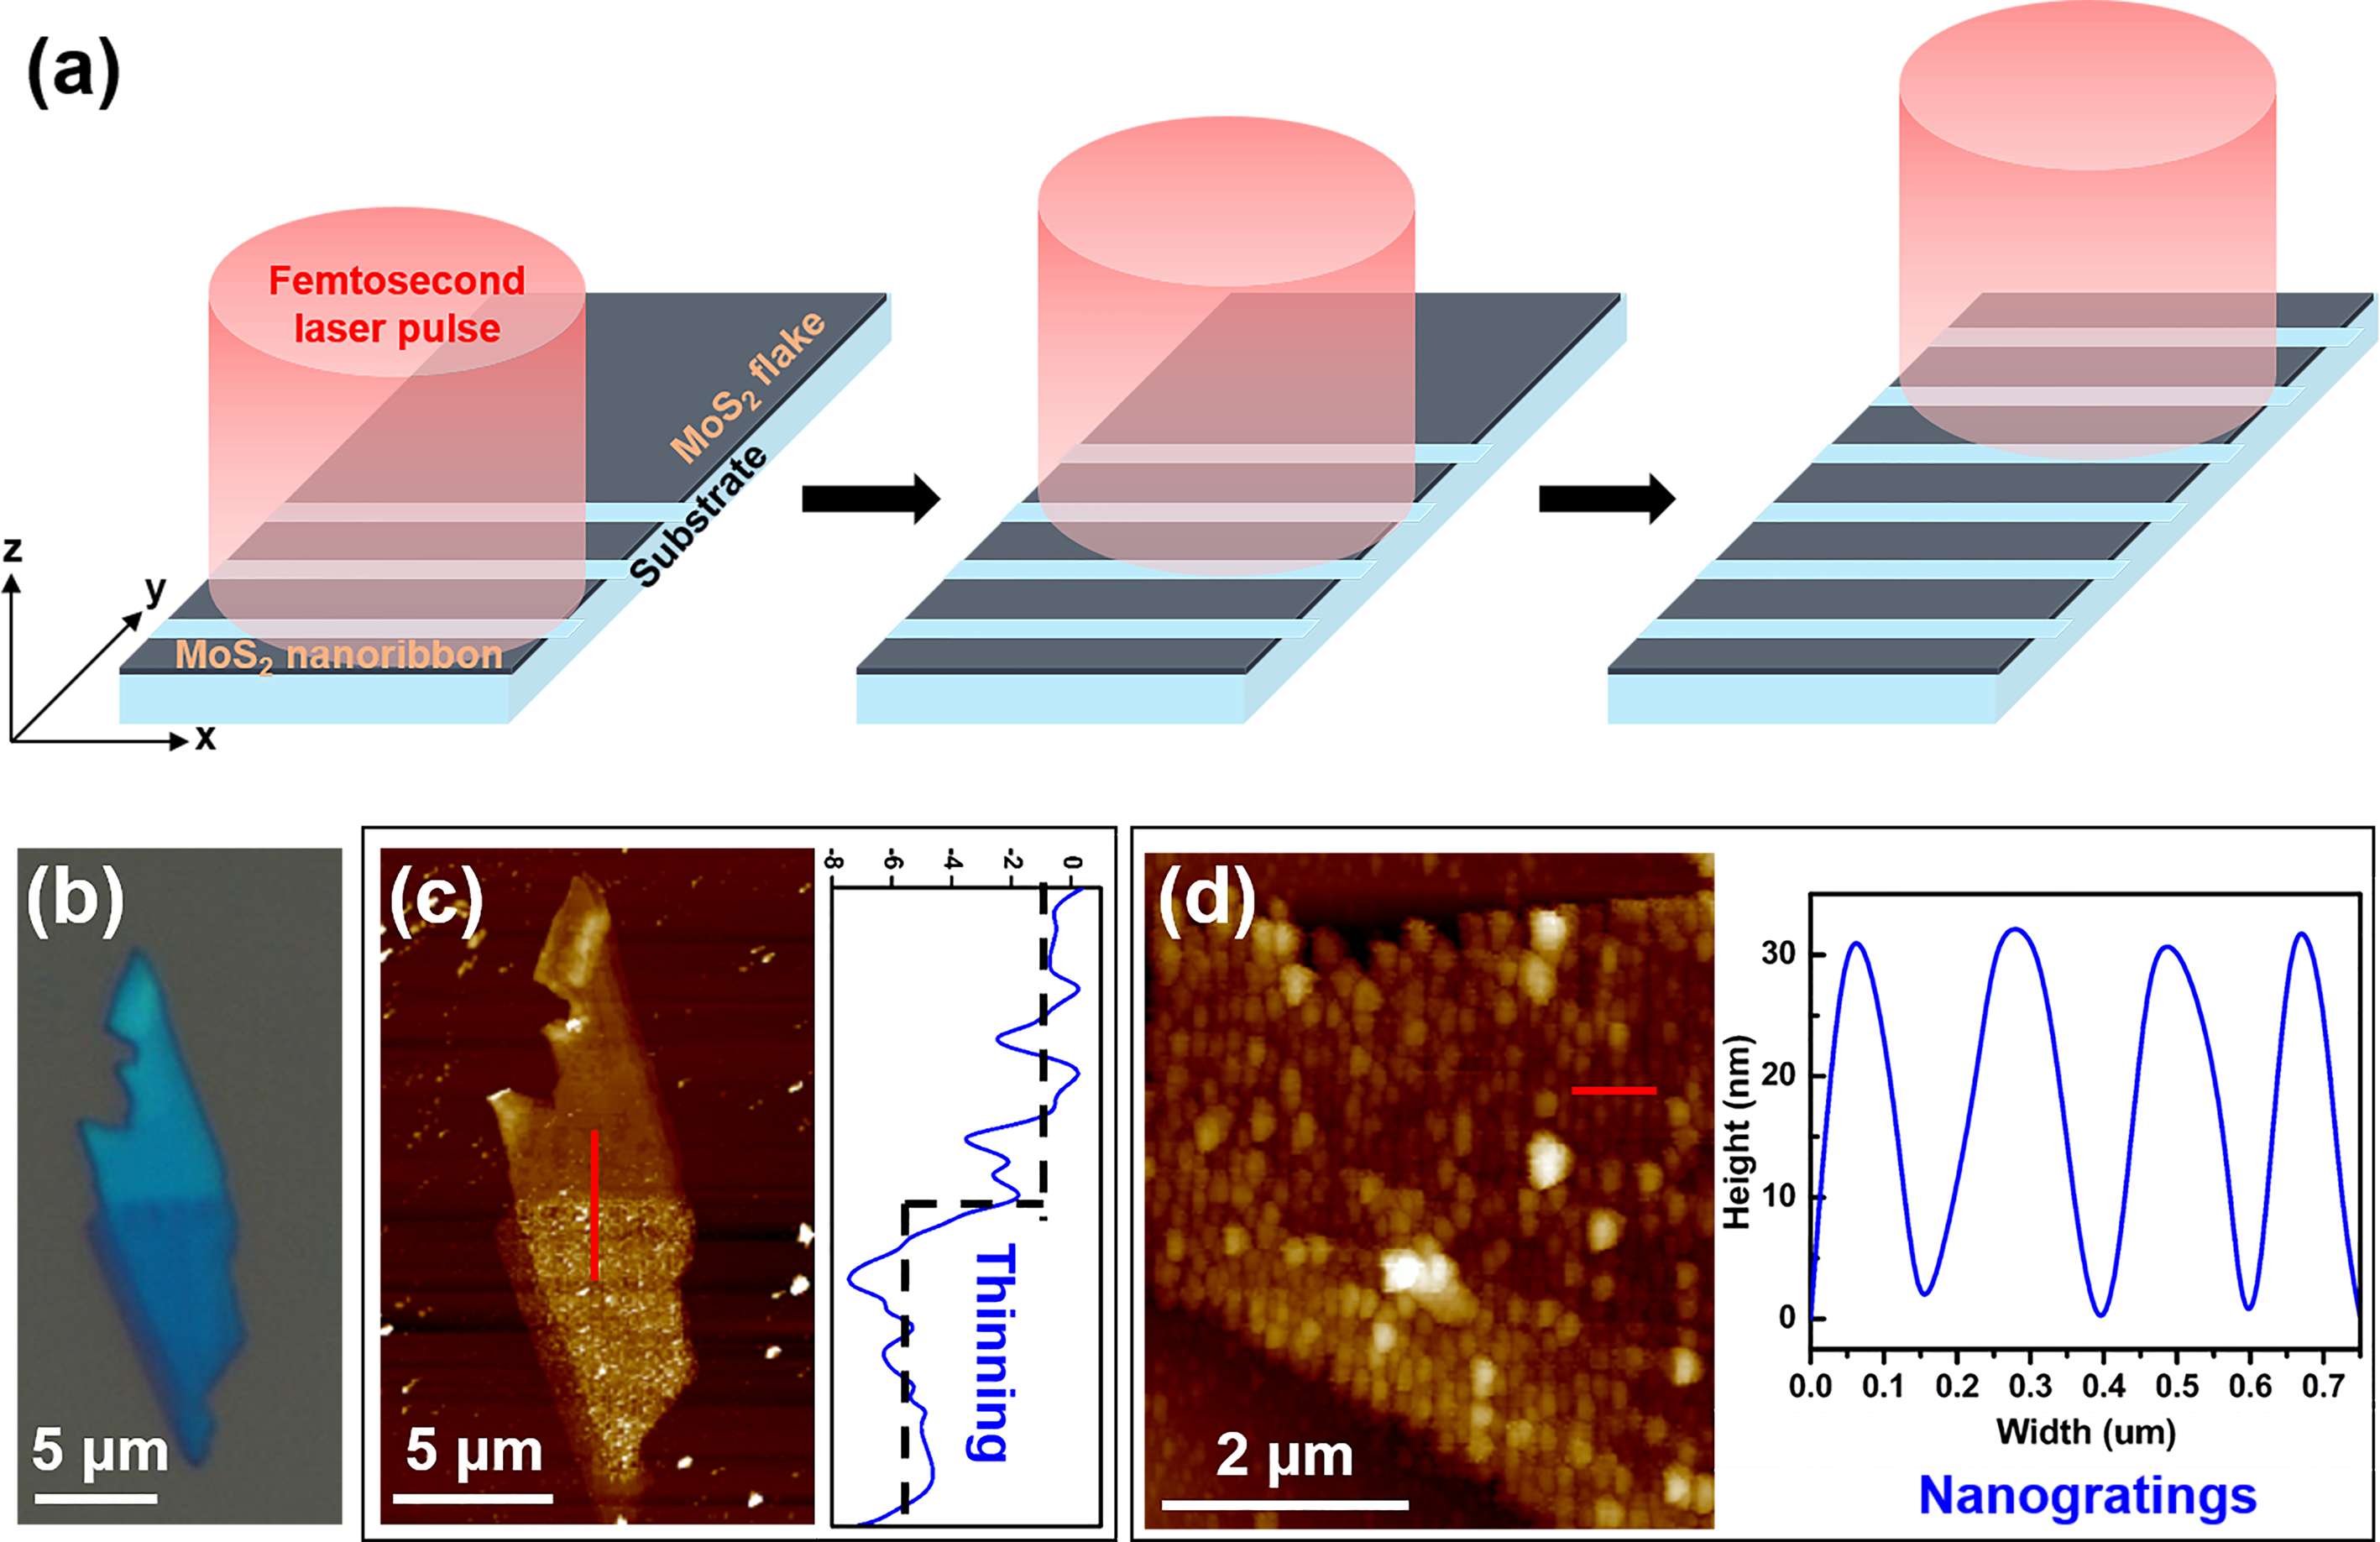 (a)
Femtosecond
laser pulse
MoS₂ flake
Substrate
MoS₂ nanoribbon
z
y
x
(b)
5 μm
(c)
5 μm
-8 -6 -4 -2 0
Thinning
(d)
2 μm
Height (nm)
30
20
10
0
0.0 0.1 0.2 0.3 0.4 0.5 0.6 0.7
Width (um)
Nanogratings